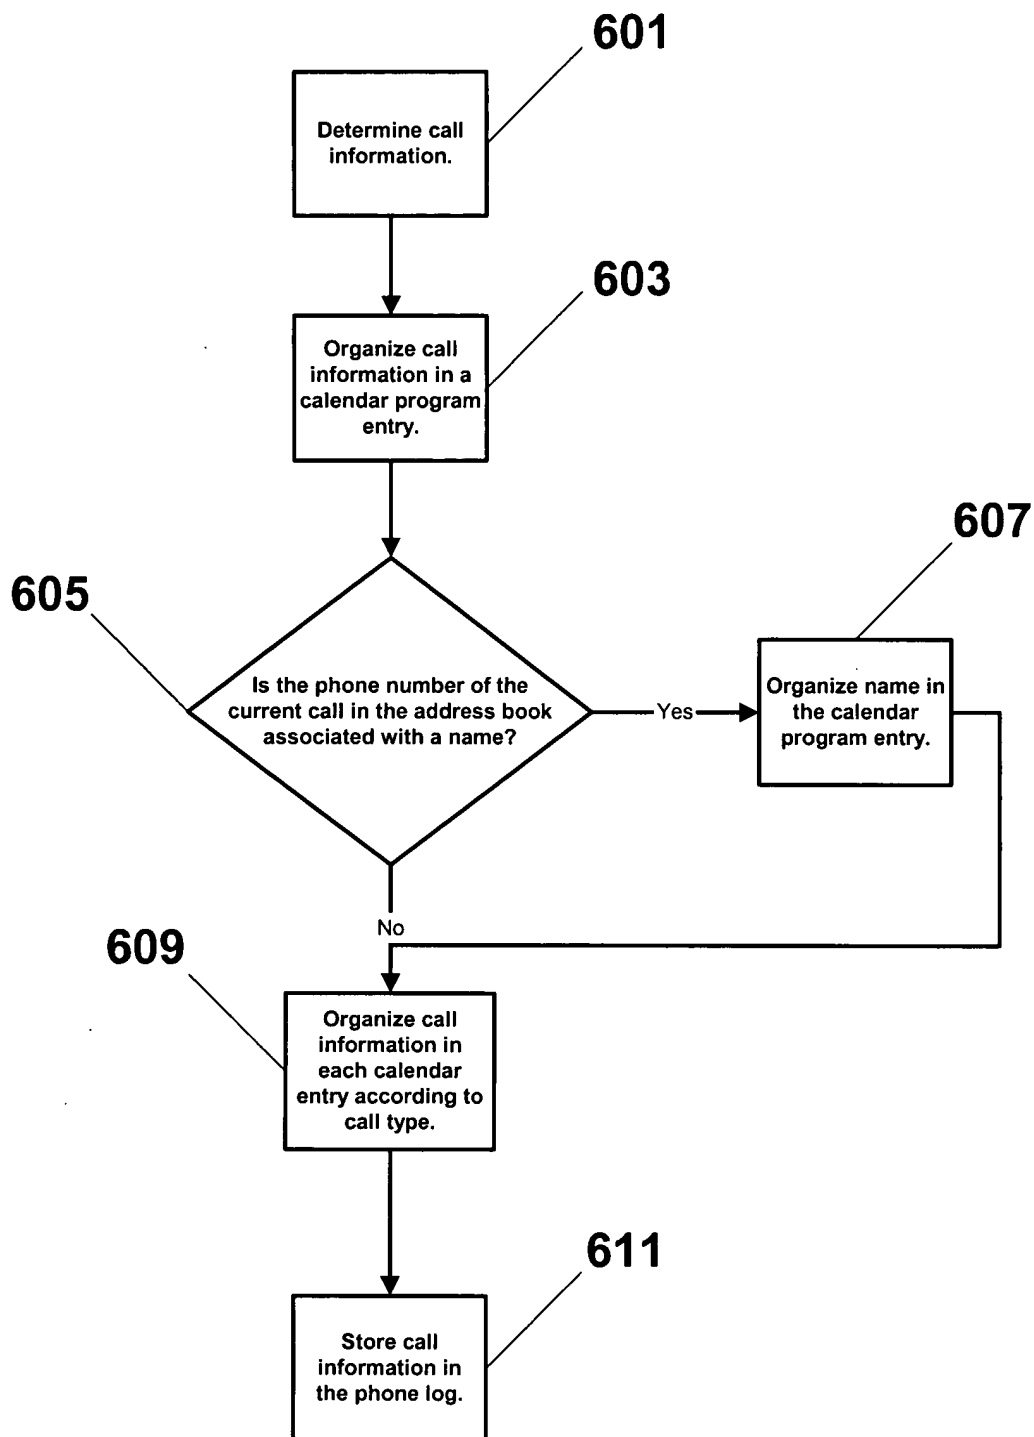 601
Determine call
information.
603
Organize call
information in a
calendar program
entry.
607
605
Is the phone number of the
current call in the address book
associated with a name?
Yes
Organize name in
the calendar
program entry.
No
609
Organize call
information in
each calendar
entry according to
call type.
611
Store call
information in
the phone log.